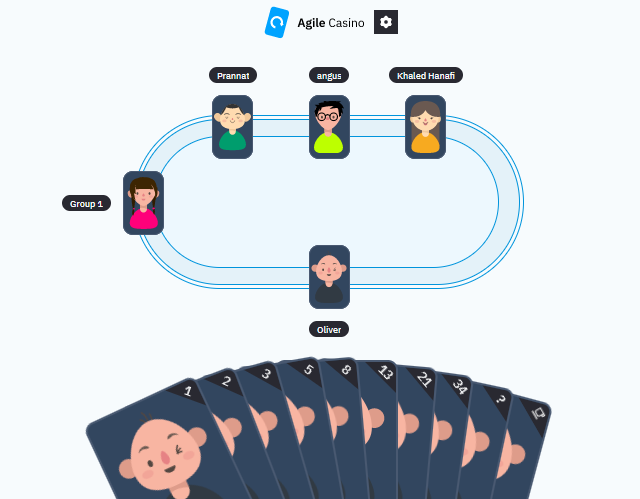 Agile Casino
Prannat
angus
Khaled Hanafi
Group 1
Oliver
1
2
3
5
8
13
21
34
?